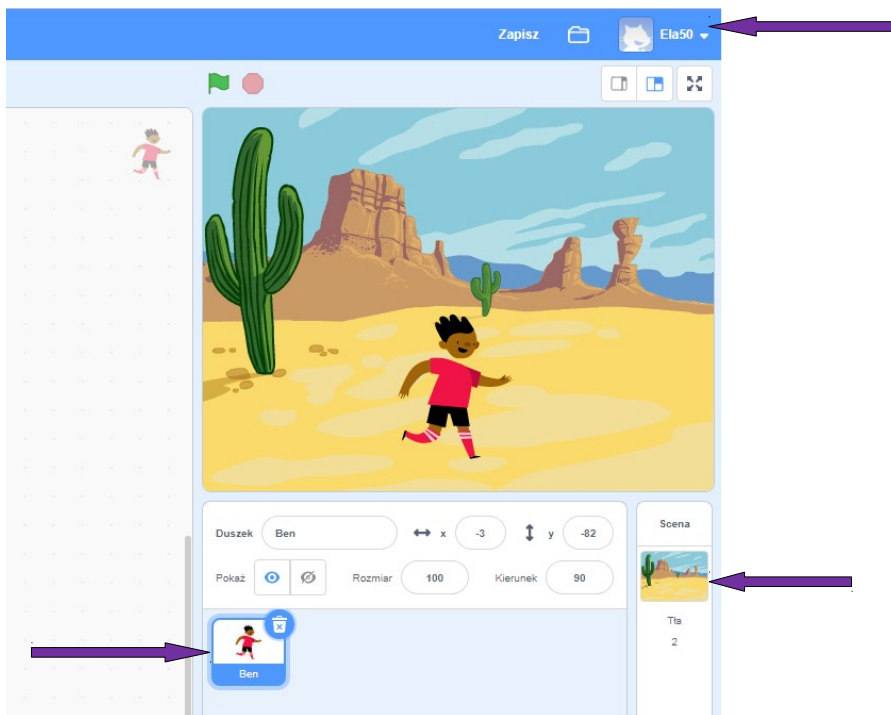 Zapisz Ela50
Duszek Ben x -3 y -82
Pokaż Rozmiar 100 Kierunek 90
Ben
Scena
Tła
2